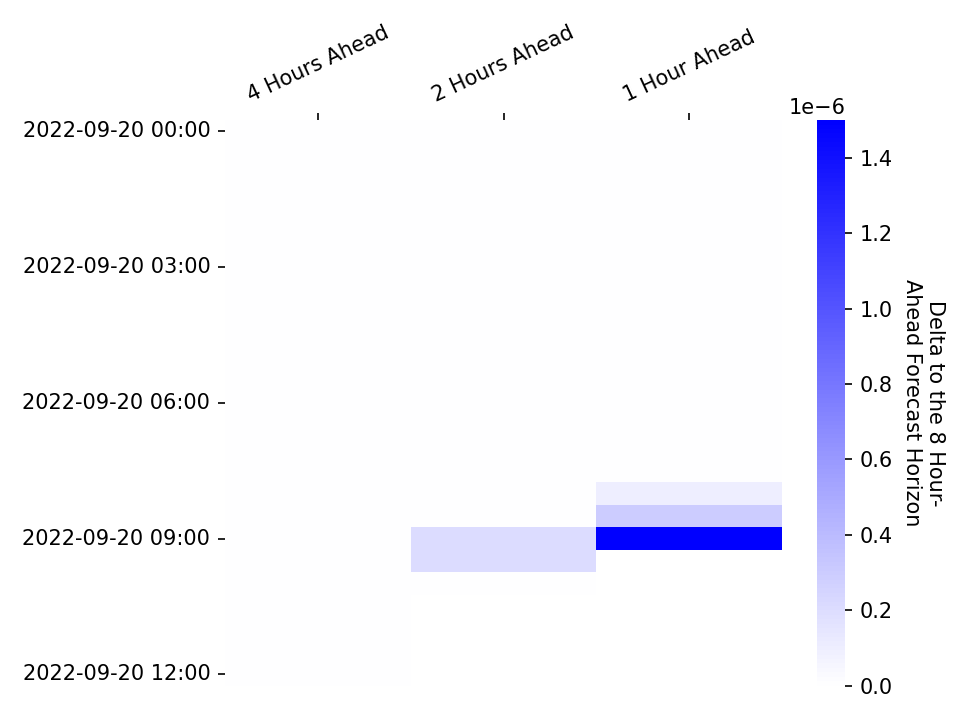 4 Hours Ahead
2 Hours Ahead
1 Hour Ahead
1e−6
2022-09-20 00:00
2022-09-20 03:00
2022-09-20 06:00
2022-09-20 09:00
2022-09-20 12:00
1.4
1.2
1.0
0.8
0.6
0.4
0.2
0.0
Delta to the 8 Hour-
Ahead Forecast Horizon